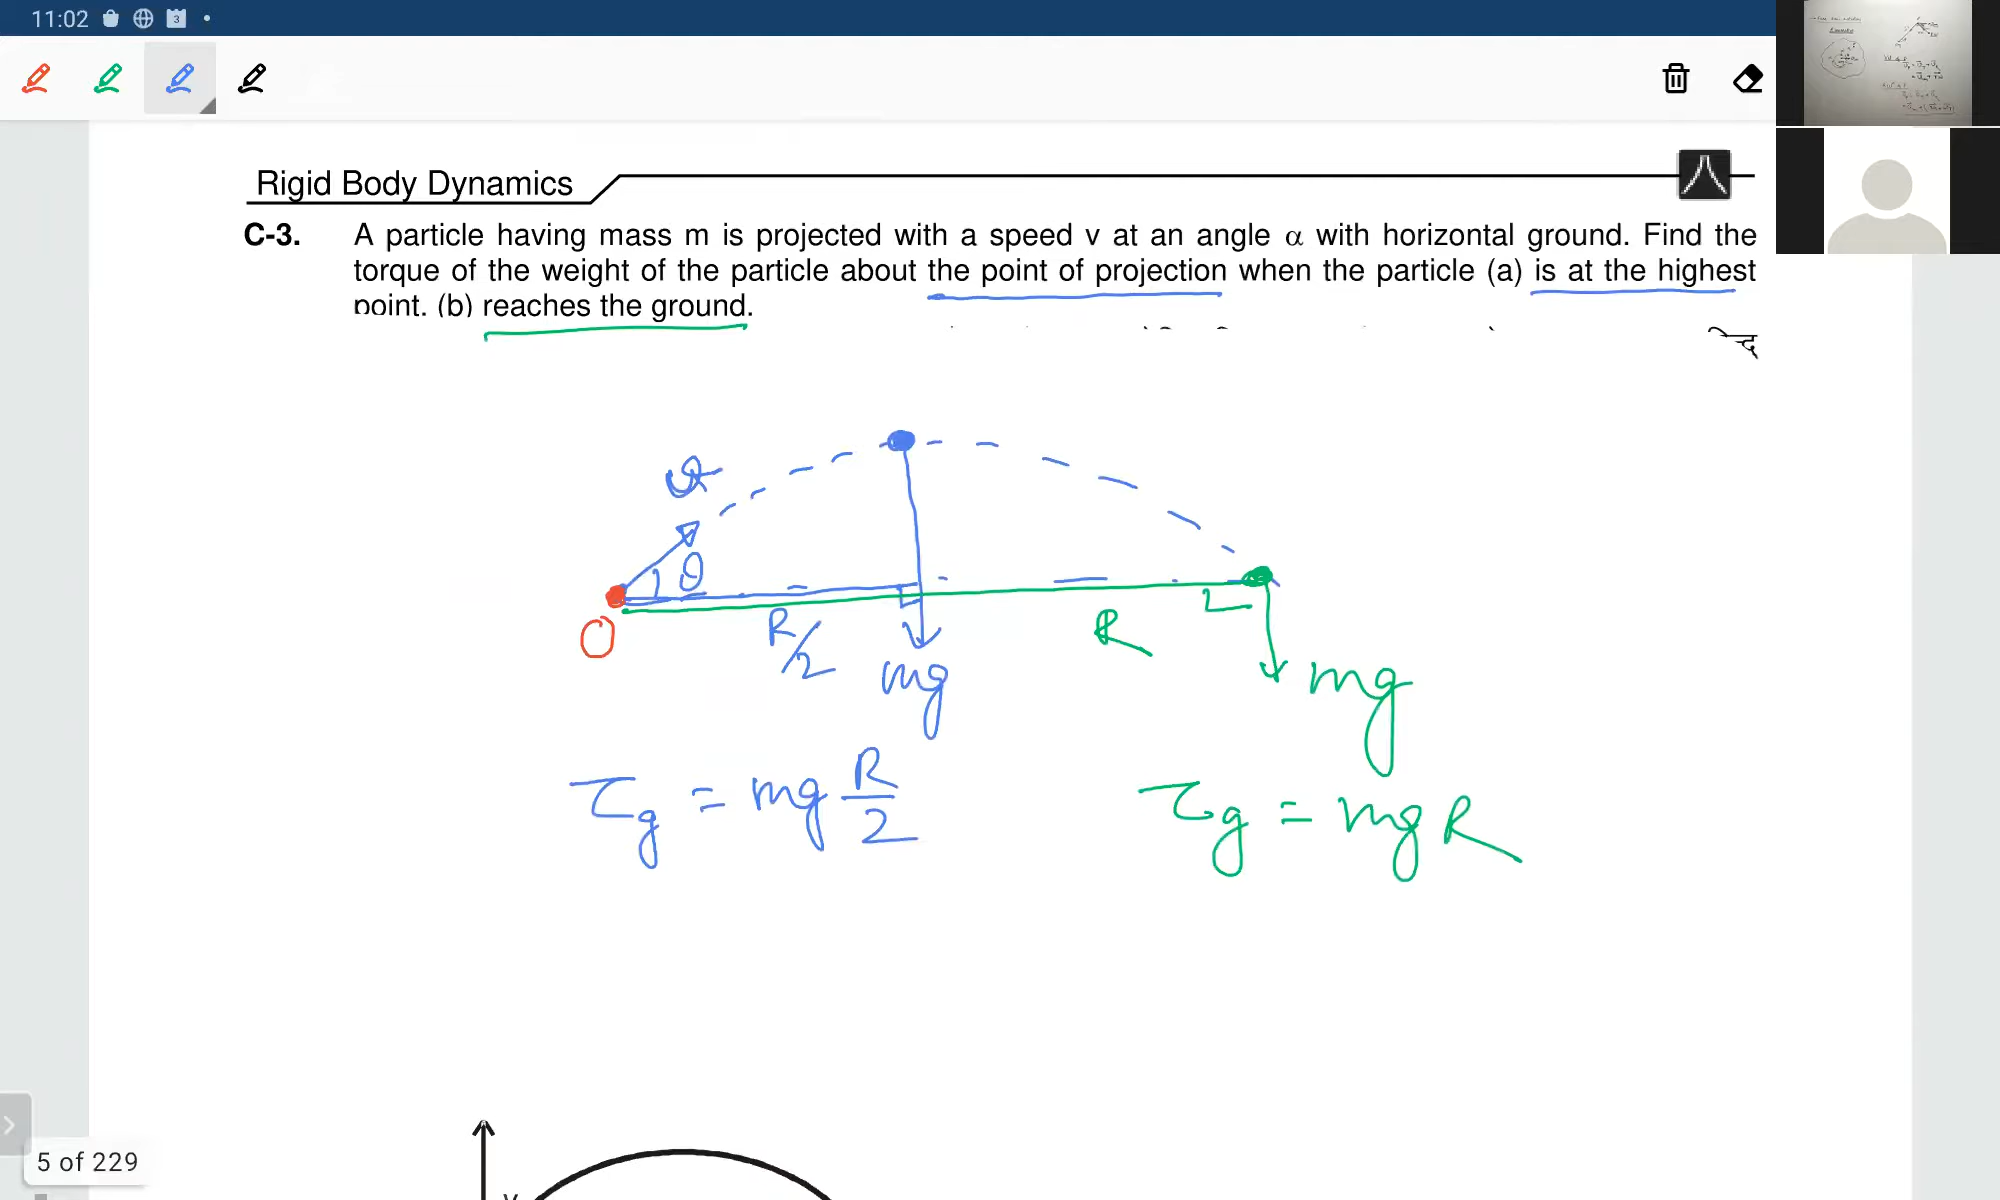 11:02
3
Rigid Body Dynamics
C-3. A particle having mass m is projected with a speed v at an angle α with horizontal ground. Find the
torque of the weight of the particle about the point of projection when the particle (a) is at the highest
point. (b) reaches the ground.
v
θ
O
R/2
R
mg
mg
τg = mg R/2
τg = mgR
5 of 229